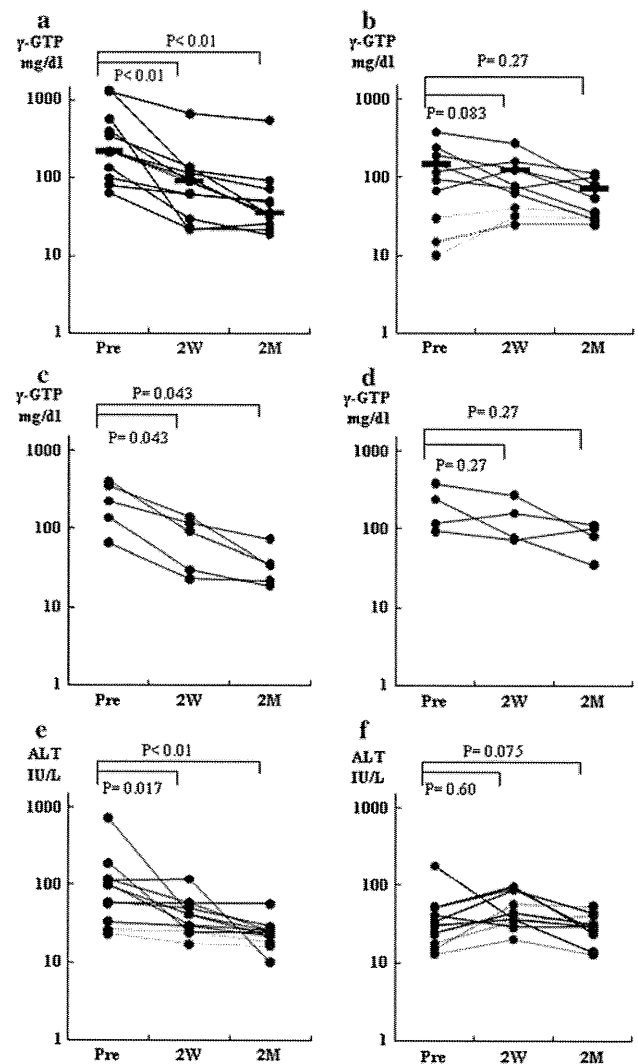 a
γ-GTP
mg/dl
P< 0.01
P< 0.01
1000
100
10
1
Pre 2W 2M
b
γ-GTP
mg/dl
P= 0.27
P= 0.083
1000
100
10
1
Pre 2W 2M
c
γ-GTP
mg/dl
P= 0.043
P= 0.043
1000
100
10
1
Pre 2W 2M
d
γ-GTP
mg/dl
P= 0.27
P= 0.27
1000
100
10
1
Pre 2W 2M
e
ALT
IU/L
P< 0.01
P= 0.017
1000
100
10
1
Pre 2W 2M
f
ALT
IU/L
P= 0.075
P= 0.60
1000
100
10
1
Pre 2W 2M